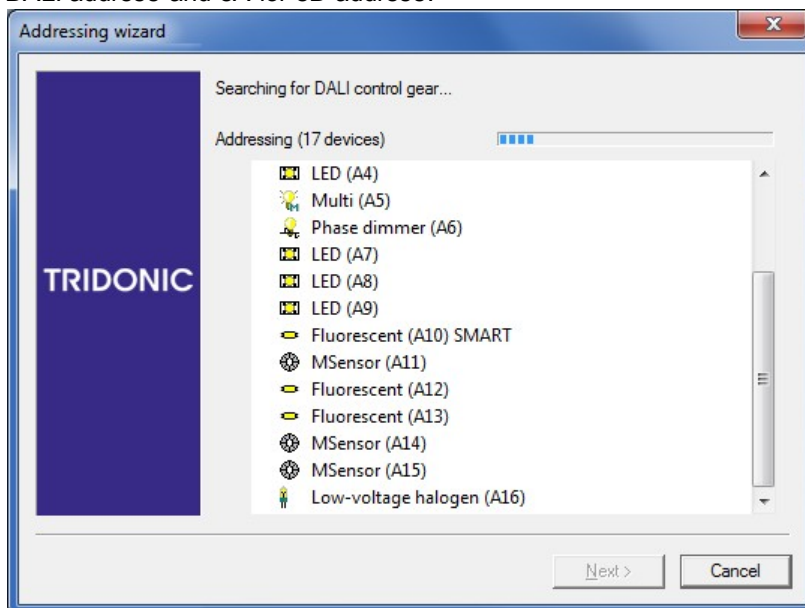 Addressing wizard
Searching for DALI control gear...
Addressing (17 devices)
LED (A4)
Multi (A5)
Phase dimmer (A6)
LED (A7)
TRIDONIC
LED (A8)
LED (A9)
Fluorescent (A10) SMART
MSensor (A11)
Fluorescent (A12)
Fluorescent (A13)
MSensor (A14)
MSensor (A15)
Low-voltage halogen (A16)
Next >
Cancel